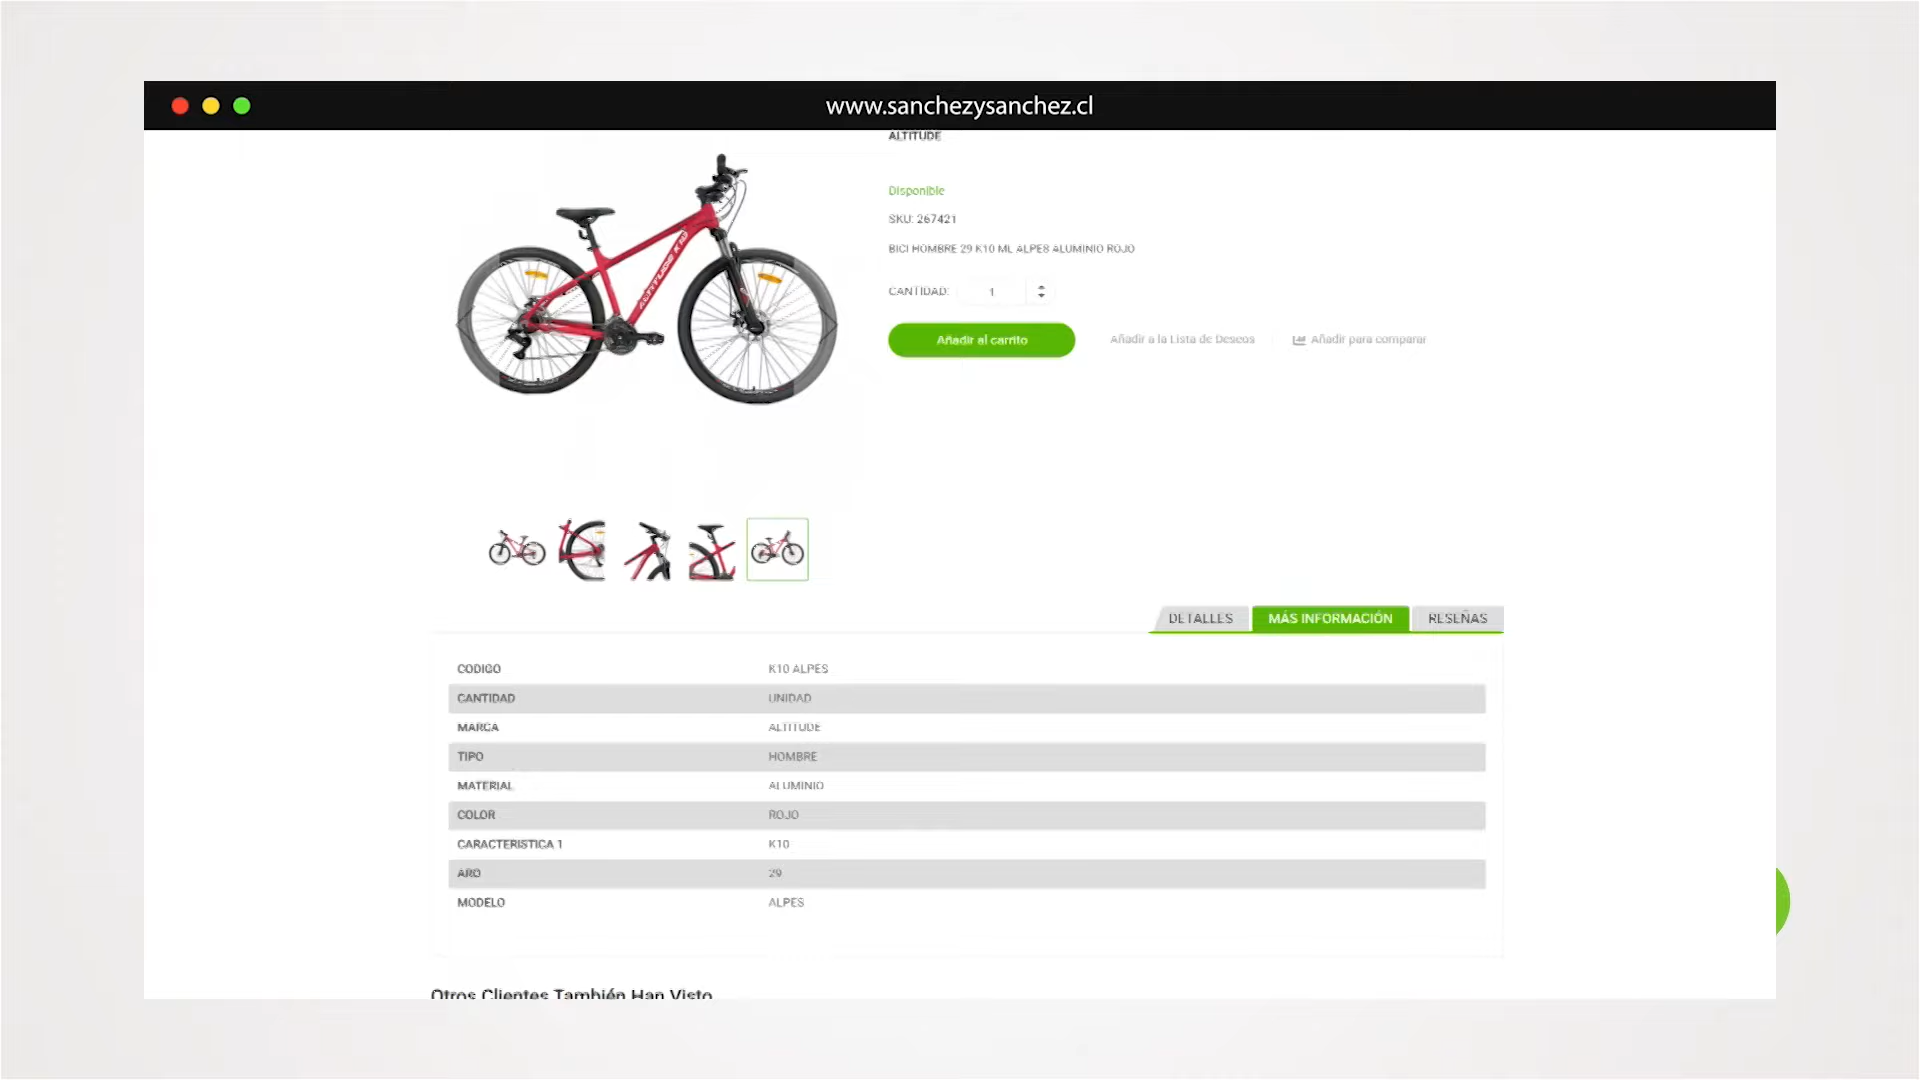 www.sanchezysanchez.cl
ALTITUDE
Disponible
SKU: 267421
BICI HOMBRE 29 K10 ML ALPES ALUMINIO ROJO
CANTIDAD: 1
Añadir al carrito
Añadir a la Lista de Deseos
Añadir para comparar
ALTITUDE K10
DETALLES
MÁS INFORMACIÓN
RESEÑAS
CODIGO K10 ALPES
CANTIDAD UNIDAD
MARCA ALTITUDE
TIPO HOMBRE
MATERIAL ALUMINIO
COLOR ROJO
CARACTERISTICA 1 K10
ARO 29
MODELO ALPES
Otros Clientes También Han Visto